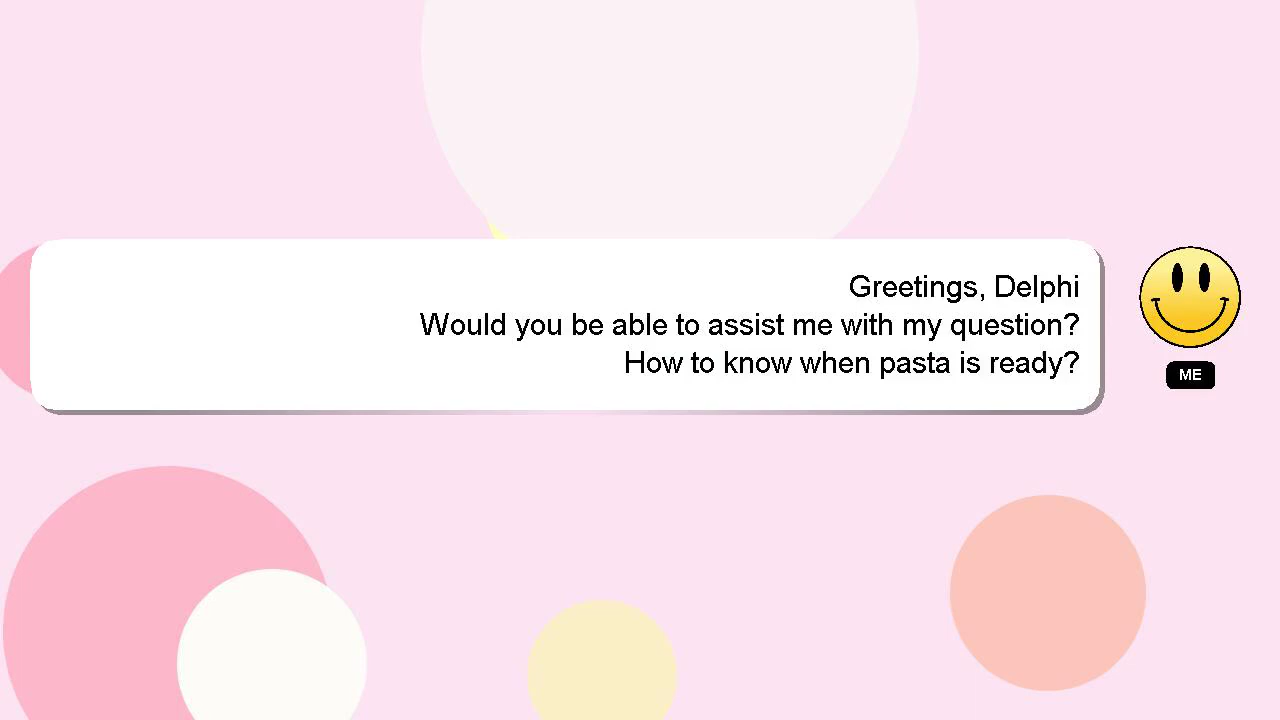 Greetings, Delphi
Would you be able to assist me with my question?
How to know when pasta is ready?
ME